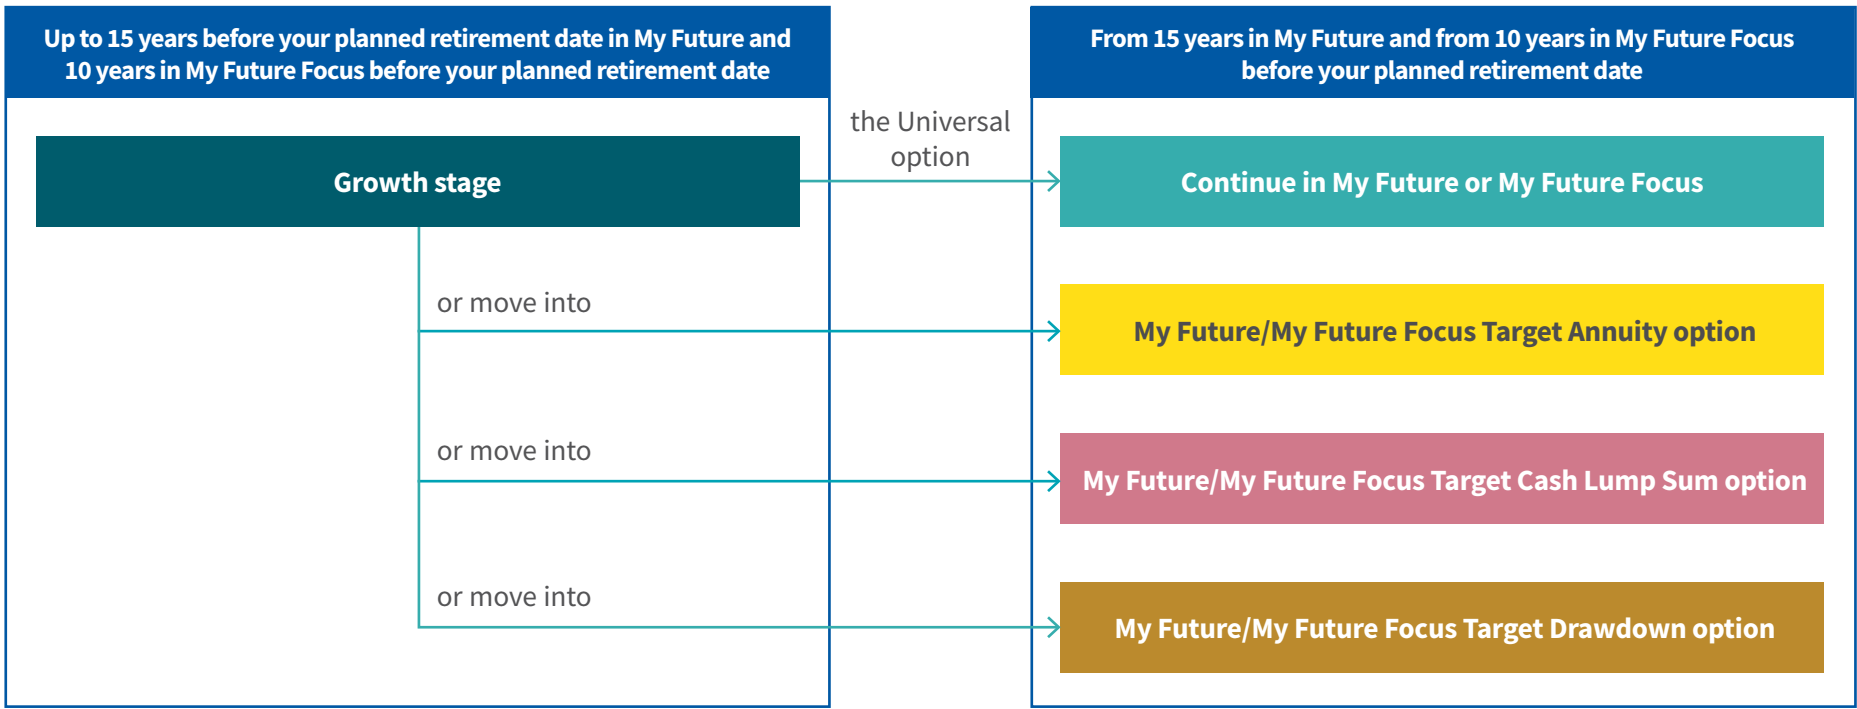 Up to 15 years before your planned retirement date in My Future and
10 years in My Future Focus before your planned retirement date
From 15 years in My Future and from 10 years in My Future Focus
before your planned retirement date
the Universal
option
Growth stage
Continue in My Future or My Future Focus
or move into
My Future/My Future Focus Target Annuity option
or move into
My Future/My Future Focus Target Cash Lump Sum option
or move into
My Future/My Future Focus Target Drawdown option